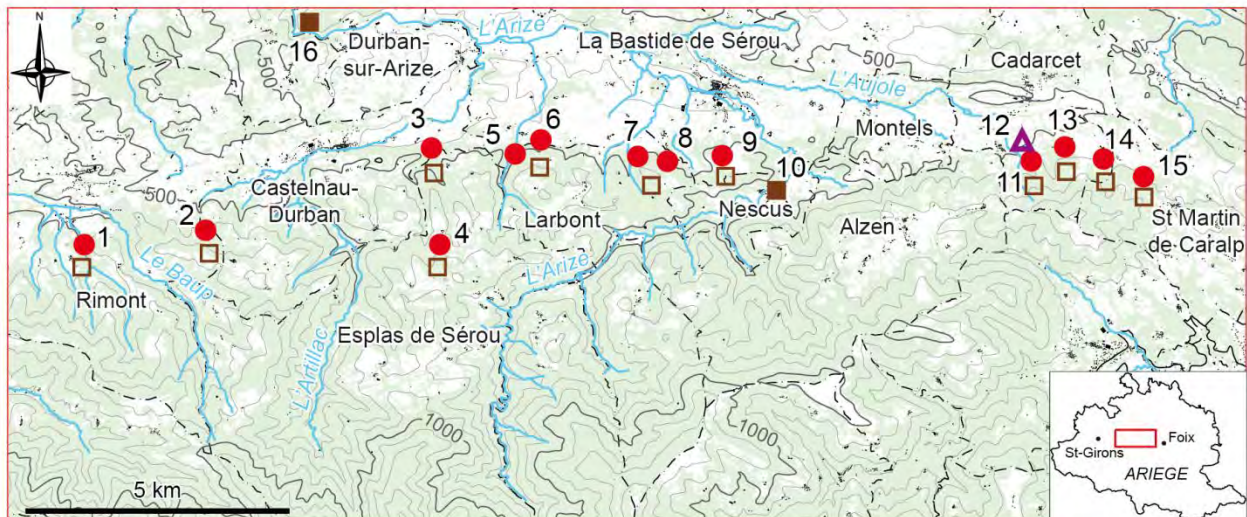 N
16
Durban-
sur-Arize
L'Arize
La Bastide de Sérou
500
500
Cadarcet
L'Aujole
3
5
6
7
8
9
10
Montels
12
13
14
15
11
500
Castelnau-
Durban
2
Larbont
Nescus
Alzen
St Martin
de Caralp
1
4
Le Baup
L'Arize
Rimont
L'Artillac
Esplas de Sérou
1000
1000
5 km
St-Girons
Foix
ARIEGE